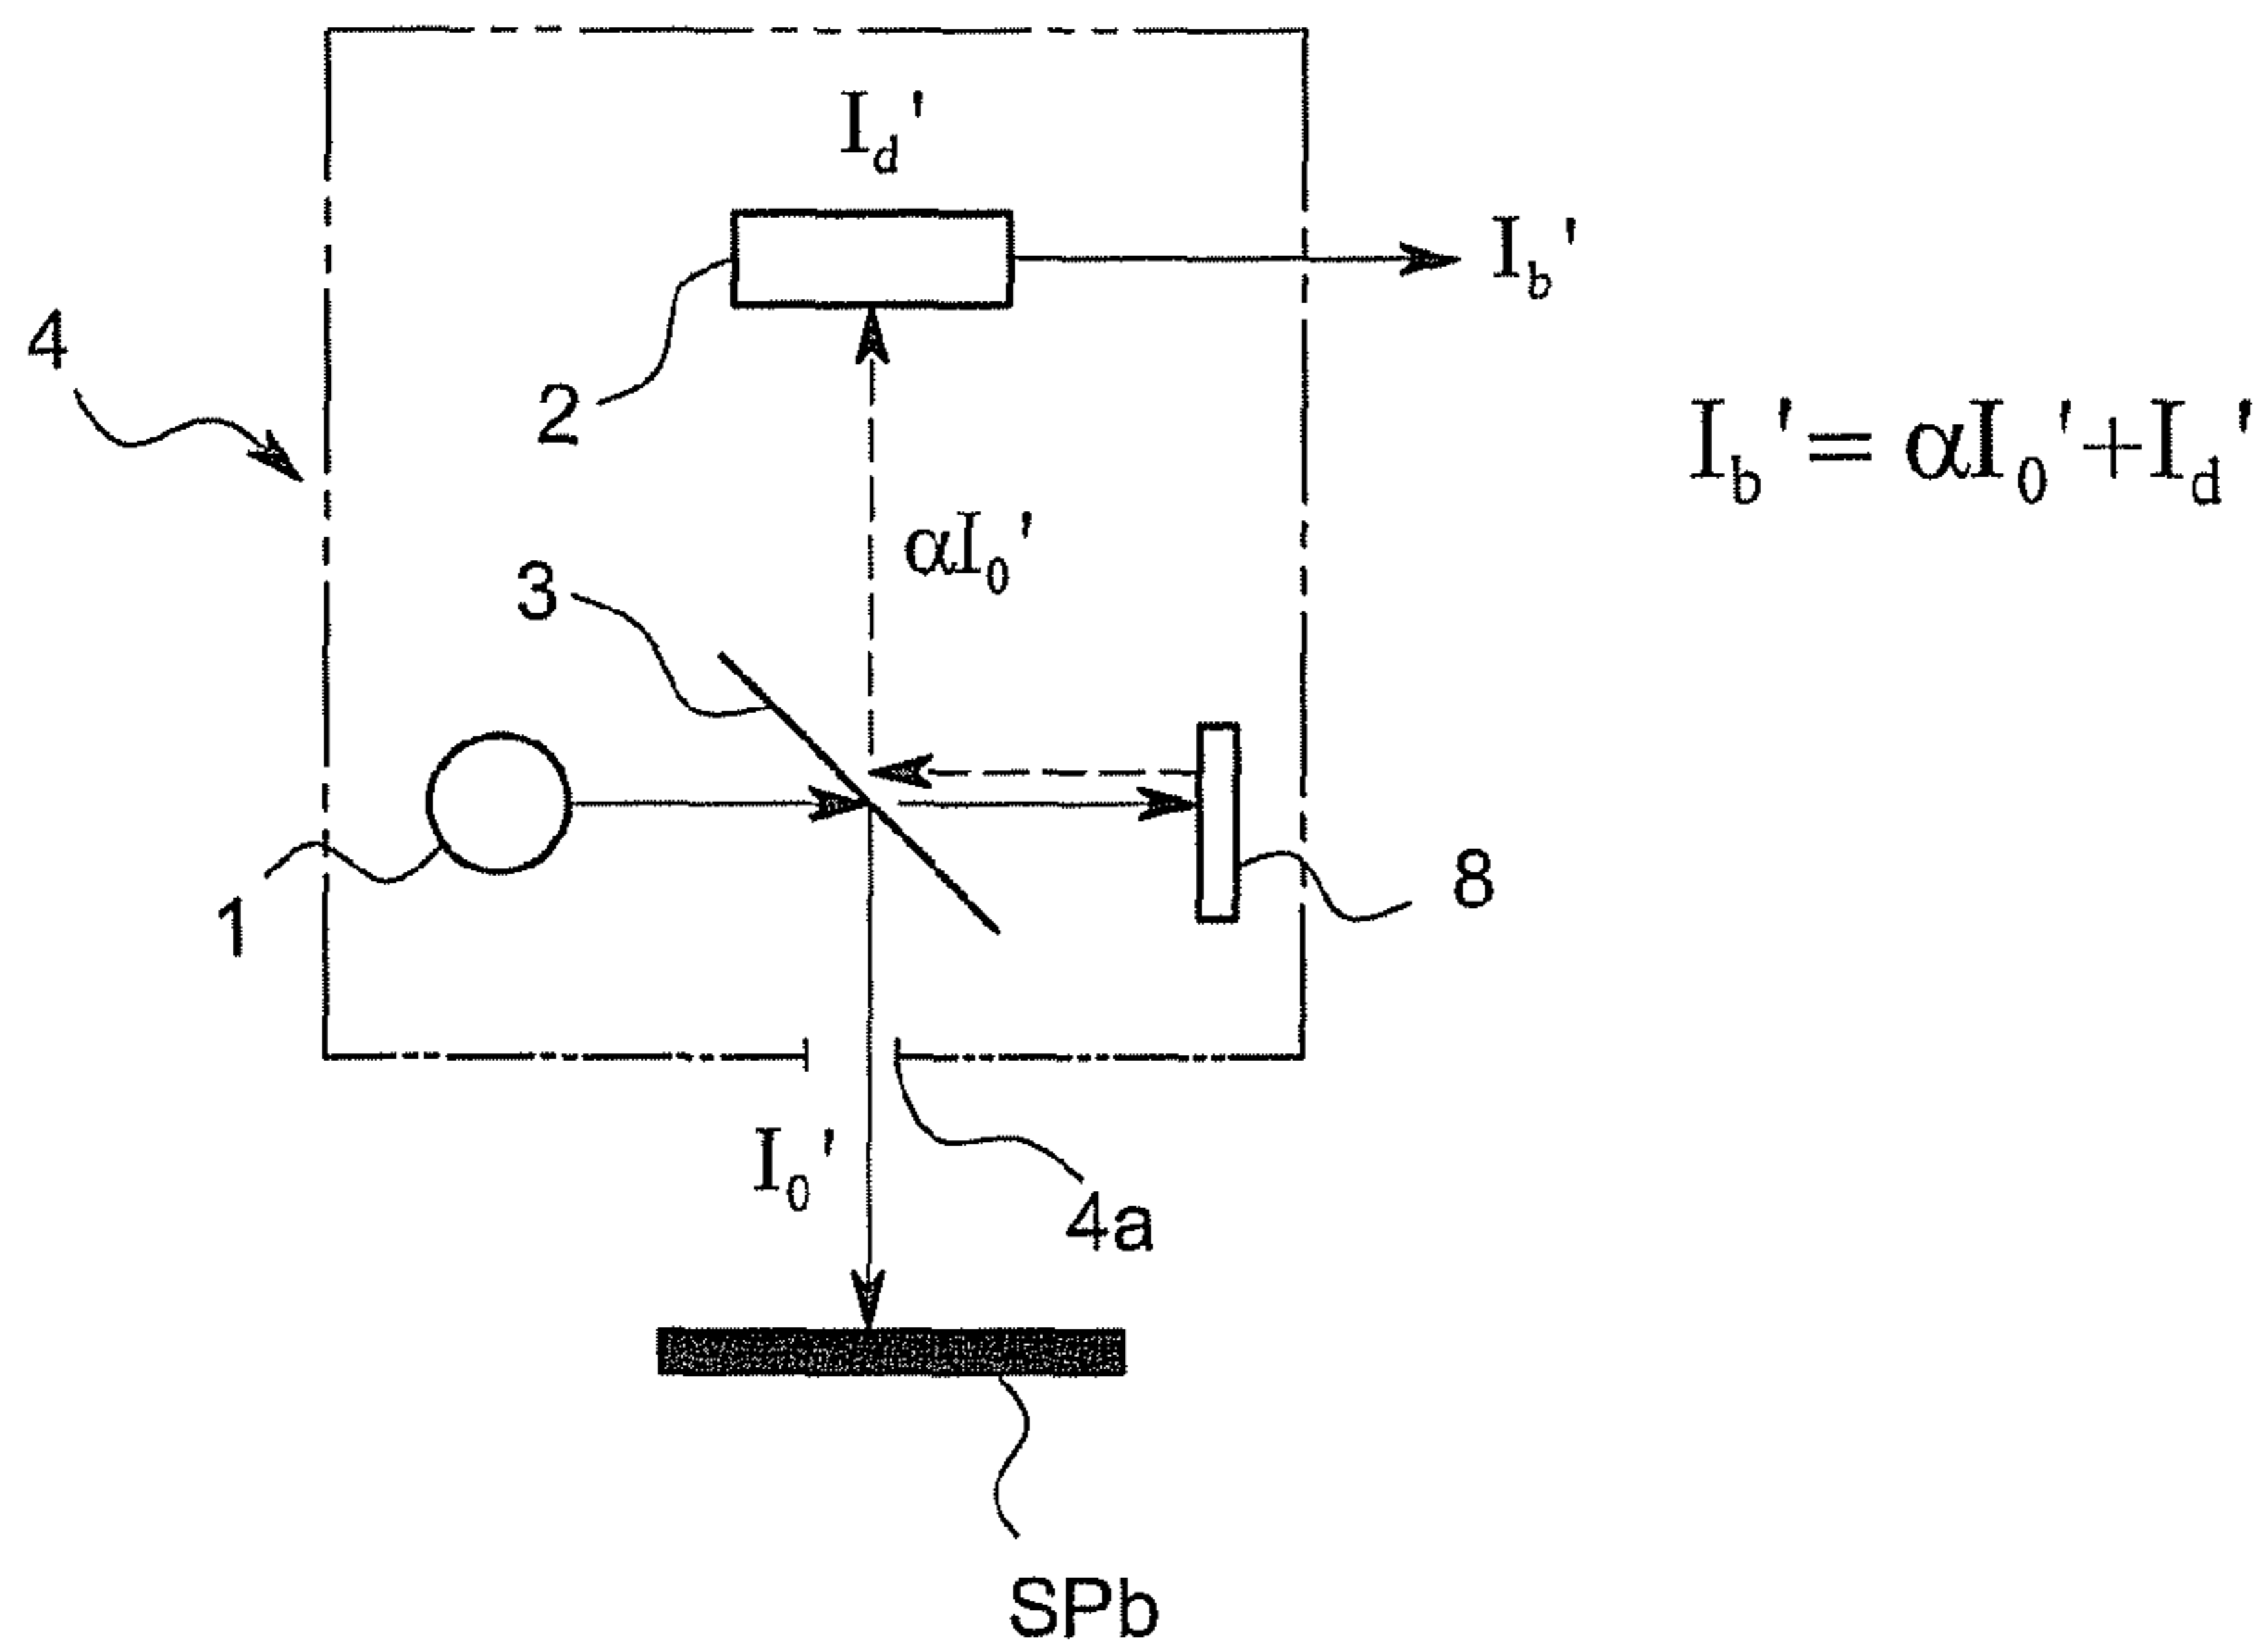 I_d'
I_b'
4
2
I_b'= αI_0'+I_d'
αI_0'
3
8
1
I_0'
4a
SPb